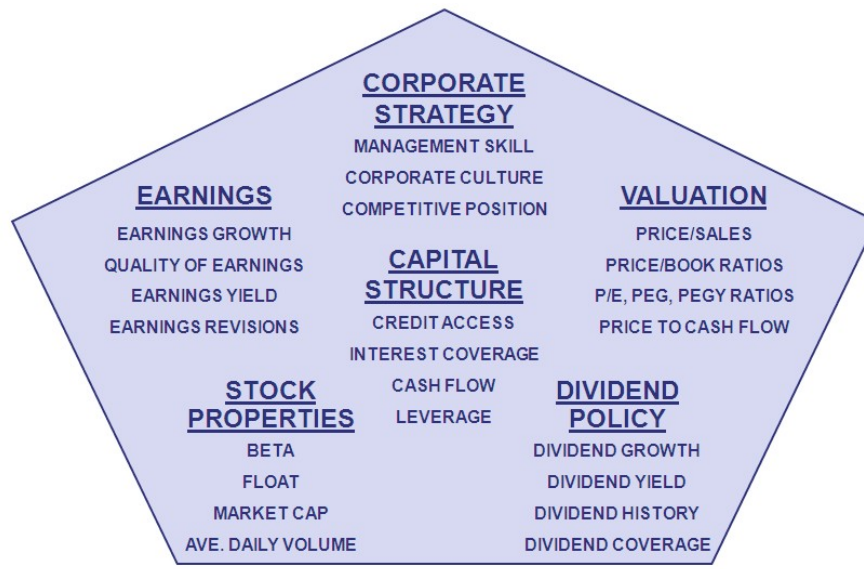 CORPORATE
STRATEGY
MANAGEMENT SKILL
CORPORATE CULTURE
COMPETITIVE POSITION
EARNINGS
EARNINGS GROWTH
QUALITY OF EARNINGS
EARNINGS YIELD
EARNINGS REVISIONS
CAPITAL
STRUCTURE
CREDIT ACCESS
INTEREST COVERAGE
CASH FLOW
LEVERAGE
VALUATION
PRICE/SALES
PRICE/BOOK RATIOS
P/E, PEG, PEGY RATIOS
PRICE TO CASH FLOW
STOCK
PROPERTIES
BETA
FLOAT
MARKET CAP
AVE. DAILY VOLUME
DIVIDEND
POLICY
DIVIDEND GROWTH
DIVIDEND YIELD
DIVIDEND HISTORY
DIVIDEND COVERAGE